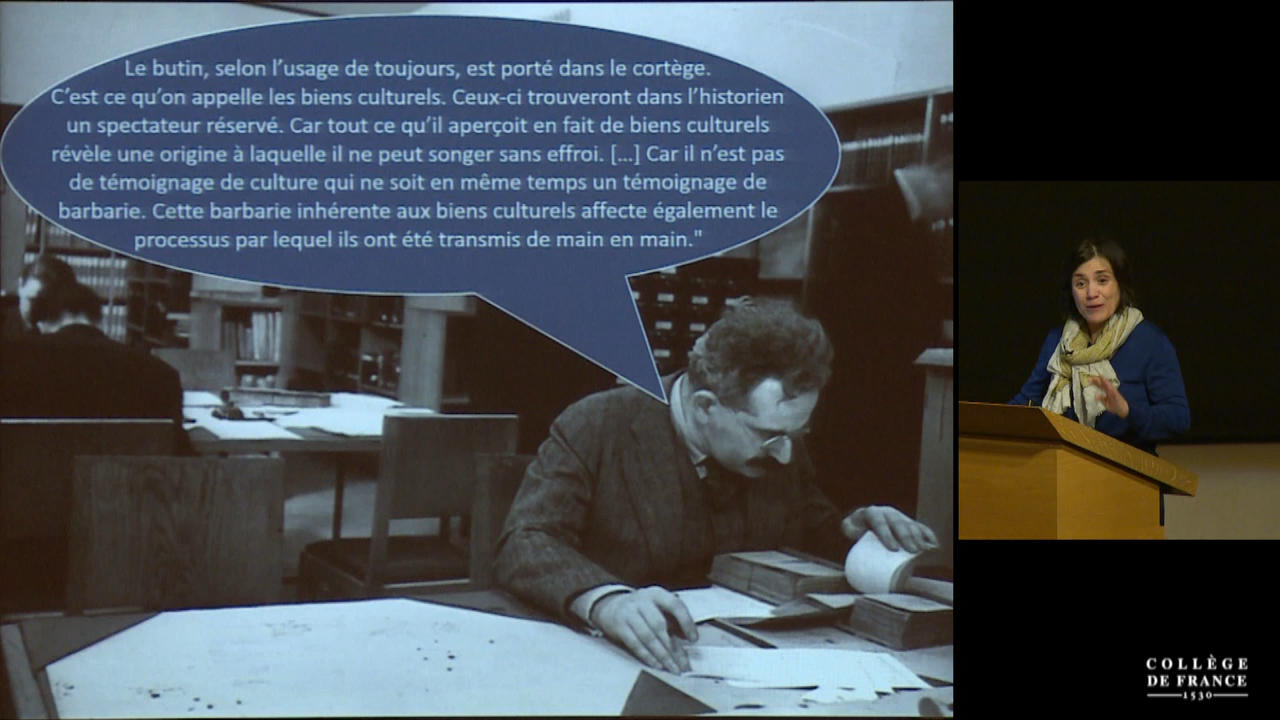 Le butin, selon l'usage de toujours, est porté dans le cortège.
C'est ce qu'on appelle les biens culturels. Ceux-ci trouveront dans l'historien
un spectateur réservé. Car tout ce qu'il aperçoit en fait de biens culturels
révèle une origine à laquelle il ne peut songer sans effroi. [...] Car il n'est pas
de témoignage de culture qui ne soit en même temps un témoignage de
barbarie. Cette barbarie inhérente aux biens culturels affecte également le
processus par lequel ils ont été transmis de main en main."
COLLÈGE
DE FRANCE
1530